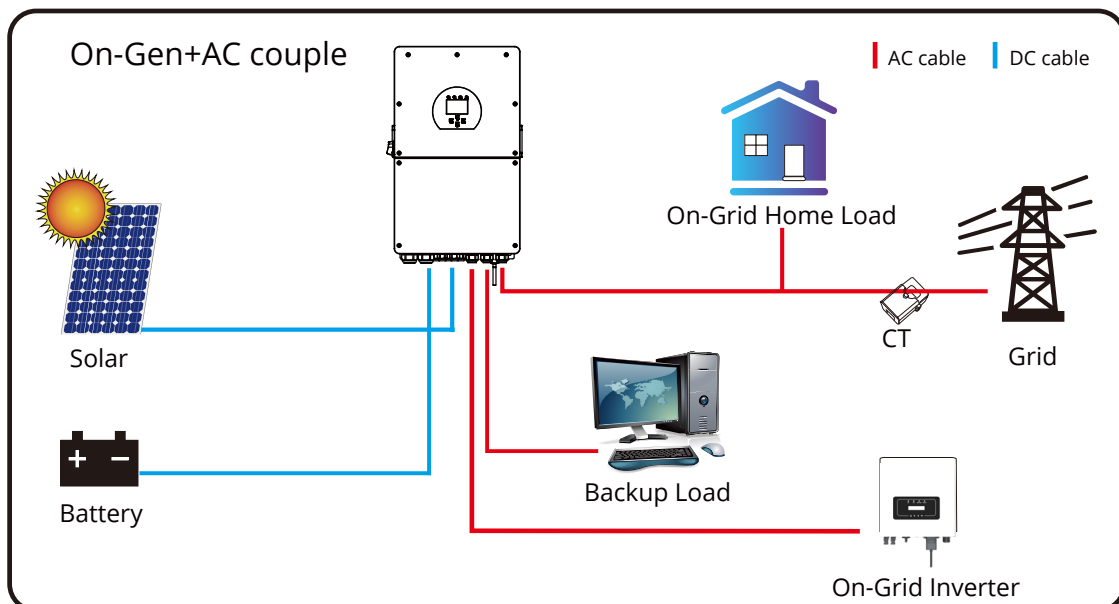 On-Gen+AC couple
AC cable
DC cable
On-Grid Home Load
Solar
CT
Grid
Battery
Backup Load
On-Grid Inverter